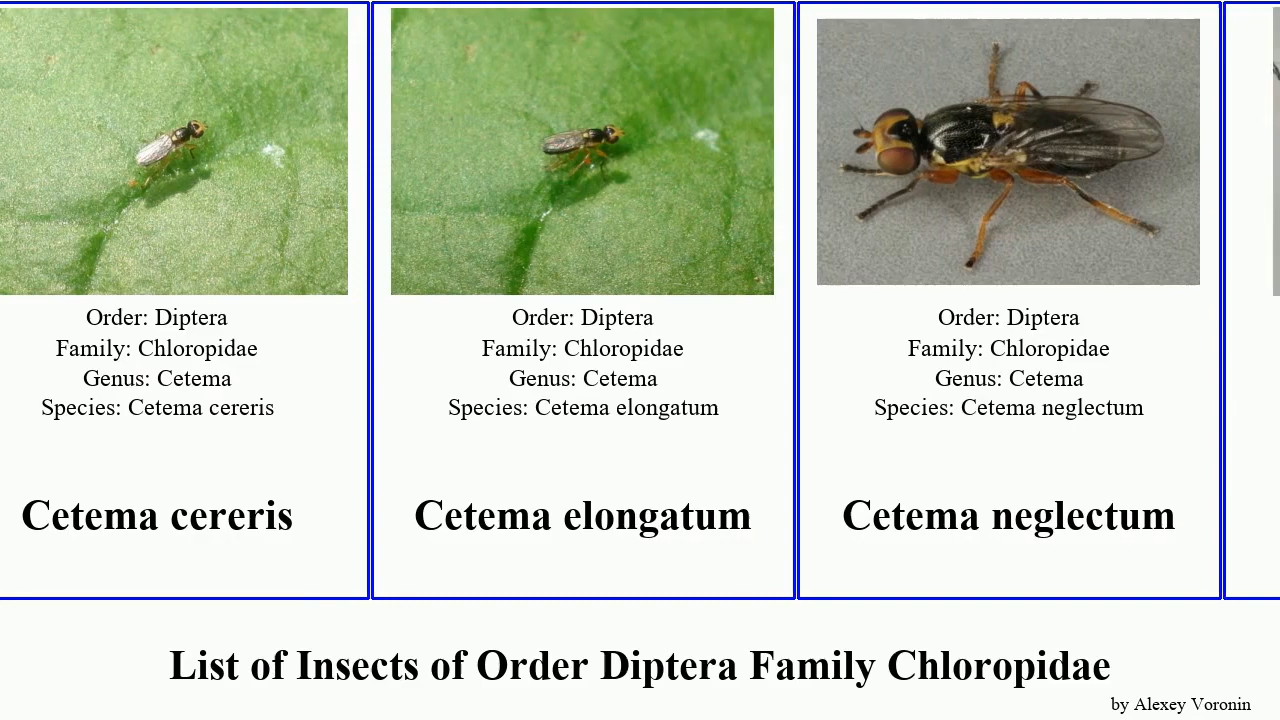 Order: Diptera
Family: Chloropidae
Genus: Cetema
Species: Cetema cereris
Cetema cereris
Order: Diptera
Family: Chloropidae
Genus: Cetema
Species: Cetema elongatum
Cetema elongatum
Order: Diptera
Family: Chloropidae
Genus: Cetema
Species: Cetema neglectum
Cetema neglectum
List of Insects of Order Diptera Family Chloropidae
by Alexey Voronin